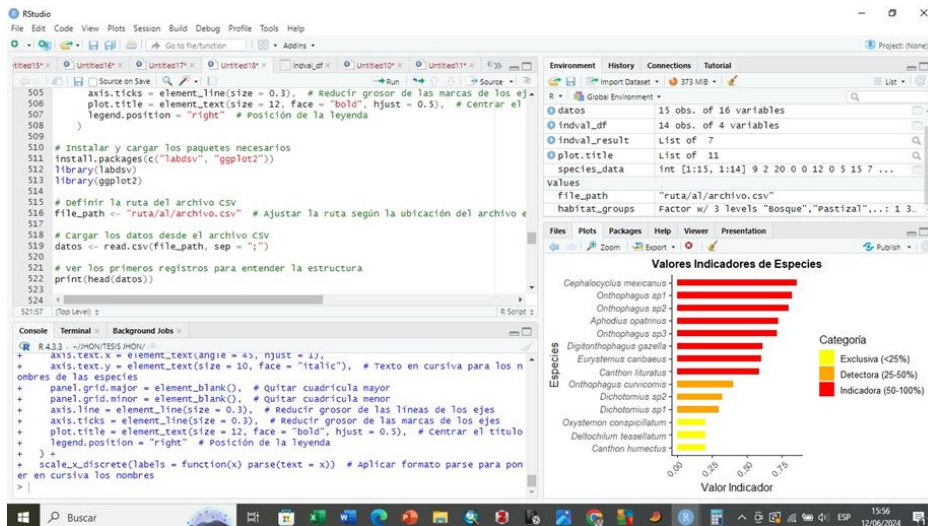 RStudio
File Edit Code View Plots Session Build Debug Profile Tools Help
Go to file/function Addins Project: (None)
Untitled16* Untitled17* Untitled18* indval_df Untitled10* Untitled11*
Source on Save Run Source
505 axis.ticks = element_line(size = 0.3), # Reducir grosor de las marcas de los ej
506 plot.title = element_text(size = 12, face = "bold", hjust = 0.5), # Centrar el
507 legend.position = "right" # Posición de la leyenda
508 )
509
510 # Instalar y cargar los paquetes necesarios
511 install.packages(c("labdsv", "ggplot2"))
512 library(labdsv)
513 library(ggplot2)
514
515 # Definir la ruta del archivo CSV
516 file_path <- "ruta/al/archivo.csv" # Ajustar la ruta según la ubicación del archivo e
517
518 # Cargar los datos desde el archivo CSV
519 datos <- read.csv(file_path, sep = ";")
520
521 # Ver los primeros registros para entender la estructura
522 print(head(datos))
523
524
521:57 (Top Level) R Script
Console Terminal Background Jobs
R 4.3.3 · ~/JHON/TESIS JHON/
+ axis.text.x = element_text(angle = 45, hjust = 1),
+ axis.text.y = element_text(size = 10, face = "italic"), # Texto en cursiva para los n
ombres de las especies
+ panel.grid.major = element_blank(), # Quitar cuadrícula mayor
+ panel.grid.minor = element_blank(), # Quitar cuadrícula menor
+ axis.line = element_line(size = 0.3), # Reducir grosor de las líneas de los ejes
+ axis.ticks = element_line(size = 0.3), # Reducir grosor de las marcas de los ejes
+ plot.title = element_text(size = 12, face = "bold", hjust = 0.5), # Centrar el título
+ legend.position = "right" # Posición de la leyenda
+ ) +
+ scale_x_discrete(labels = function(x) parse(text = x)) # Aplicar formato parse para pon
er en cursiva los nombres
>
Environment History Connections Tutorial
Import Dataset 373 MiB List
R Global Environment
datos 15 obs. of 16 variables
indval_df 14 obs. of 4 variables
indval_result List of 7
plot.title List of 11
species_data int [1:15, 1:14] 9 2 20 0 0 12 0 5 15 7 ...
values
file_path "ruta/al/archivo.csv"
habitat_groups Factor w/ 3 levels "Bosque","Pastizal",..: 1 3…
Files Plots Packages Help Viewer Presentation
Zoom Export Publish
Valores Indicadores de Especies
Cephalocyclus mexicanus
Onthophagus sp1
Onthophagus sp2
Aphodius opatrinus
Onthophagus sp3
Digitonthophagus gazella
Eurystemus caribaeus
Canthon lituratus
Onthophagus curvicornis
Dichotomius sp2
Dichotomius sp1
Oxysternon conspicillatum
Deltochilum tessellatum
Canthon humectus
Especies
0.00 0.25 0.50 0.75
Valor Indicador
Categoría
Exclusiva (<25%)
Detectora (25-50%)
Indicadora (50-100%)
Buscar
ESP
15:56
12/06/2024